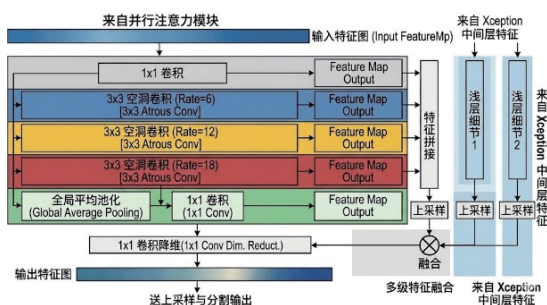 来自并行注意力模块
输入特征图 (Input FeatureMp)
来自 Xception
中间层特征
1x1 卷积
Feature Map
Output
3x3 空洞卷积 (Rate=6)
[3x3 Atrous Conv]
Feature Map
Output
3x3 空洞卷积 (Rate=12)
[3x3 Atrous Conv]
Feature Map
Output
3x3 空洞卷积 (Rate=18)
[3x3 Atrous Conv]
Feature Map
Output
全局平均池化
(Global Average Pooling)
1x1 卷积
(1x1 Conv)
Feature Map
Output
特征拼接
浅层细节 1
浅层细节 2
来自 Xception 中间层特征
上采样
上采样
上采样
1x1 卷积降维(1x1 Conv Dim. Reduct.)
融合
输出特征图
多级特征融合
来自 Xception
中间层特征
送上采样与分割输出